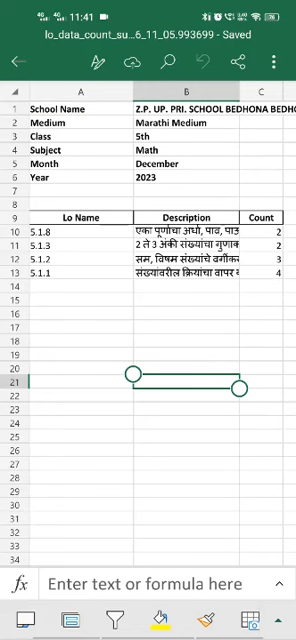 11:41
lo_data_count_su...6_11_05.993699 - Saved
A B C
1 School Name Z.P. UP. PRI. SCHOOL BEDHONA BEDHO
2 Medium Marathi Medium
3 Class 5th
4 Subject Math
5 Month December
6 Year 2023
7
8
9 Lo Name Description Count
10 5.1.8 एका पूर्णाचा अर्धा, पाव, पाऊ 2
11 5.1.3 2 ते 3 अंकी संख्यांचा गुणाक 2
12 5.1.2 सम, विषम संख्यांचे वर्गीकर 3
13 5.1.1 संख्यांवरील क्रियांचा वापर 4
14
15
16
17
18
19
20
21
22
23
24
25
26
27
28
29
30
31
32
33
34
fx Enter text or formula here